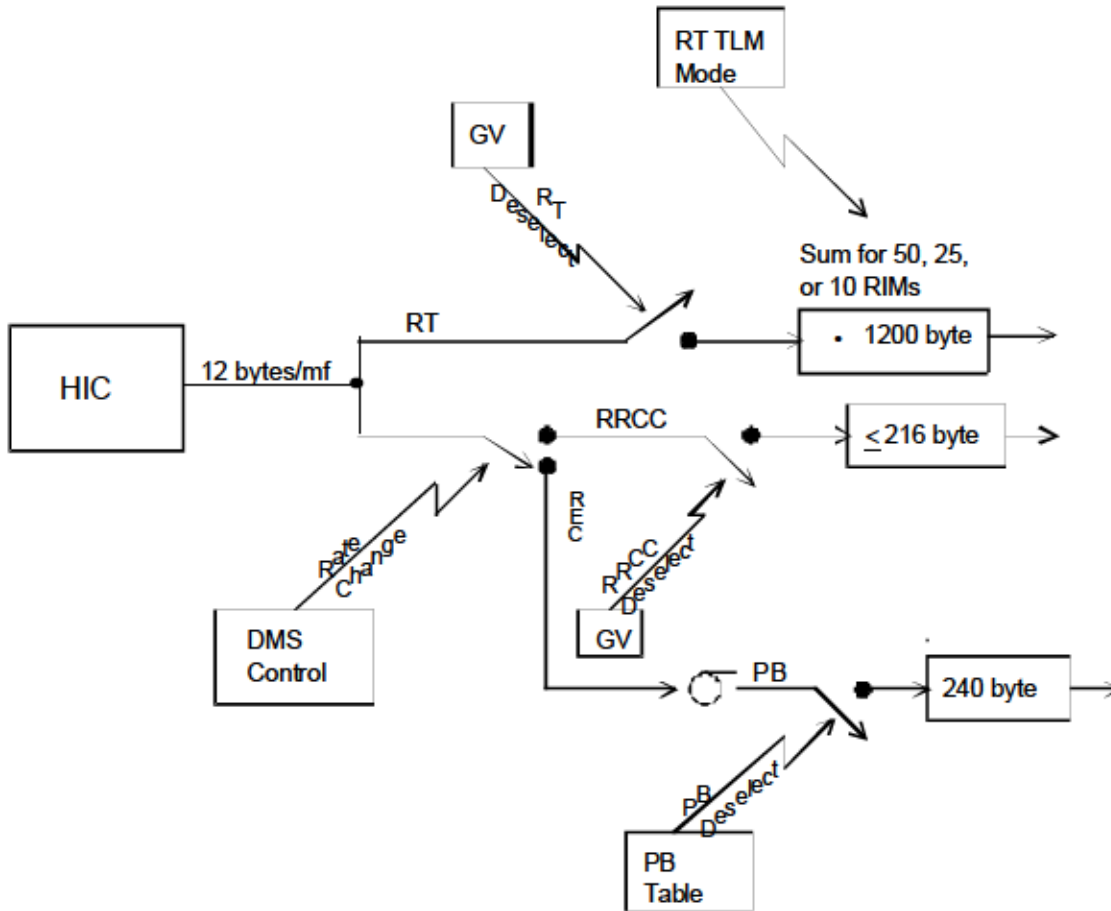 RT TLM
Mode
GV
RT
Deselect
Sum for 50, 25,
or 10 RIMs
RT
· 1200 byte
HIC
12 bytes/mf
RRCC
≤ 216 byte
REC
Rate
Change
RRCC
Deselect
DMS
Control
GV
PB
240 byte
PB
Deselect
PB
Table